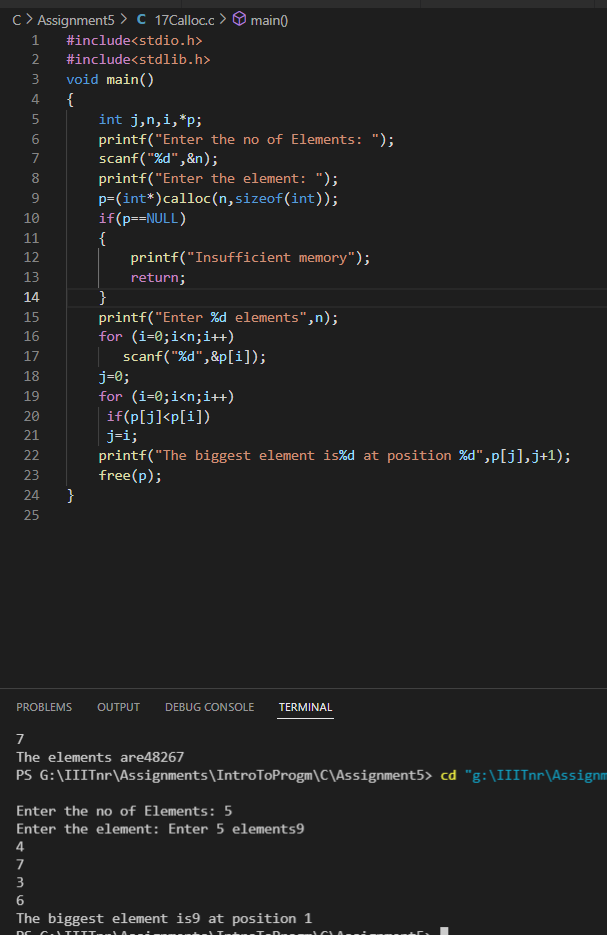 C > Assignment5 > C 17Calloc.c > main()
1 #include<stdio.h>
2 #include<stdlib.h>
3 void main()
4 {
5 int j,n,i,*p;
6 printf("Enter the no of Elements: ");
7 scanf("%d",&n);
8 printf("Enter the element: ");
9 p=(int*)calloc(n,sizeof(int));
10 if(p==NULL)
11 {
12 printf("Insufficient memory");
13 return;
14 }
15 printf("Enter %d elements",n);
16 for (i=0;i<n;i++)
17 scanf("%d",&p[i]);
18 j=0;
19 for (i=0;i<n;i++)
20 if(p[j]<p[i])
21 j=i;
22 printf("The biggest element is%d at position %d",p[j],j+1);
23 free(p);
24 }
25
PROBLEMS OUTPUT DEBUG CONSOLE TERMINAL
7
The elements are48267
PS G:\IIITnr\Assignments\IntroToProgm\C\Assignment5> cd "g:\IIITnr\Assignm
Enter the no of Elements: 5
Enter the element: Enter 5 elements9
4
7
3
6
The biggest element is9 at position 1
PS G:\IIITnr\Assignments\IntroToProgm\C\Assignment5>